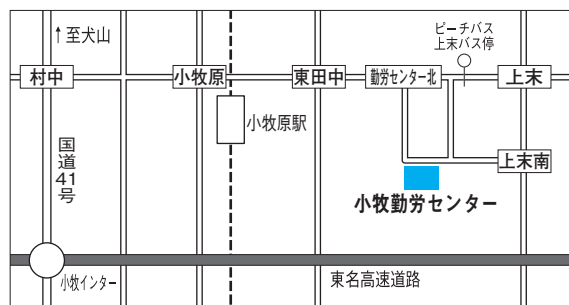 ↑至犬山
ピーチバス
上末バス停
村中
小牧原
東田中
勤労センター北
上末
小牧原駅
国道41号
上末南
小牧勤労センター
小牧インター
東名高速道路